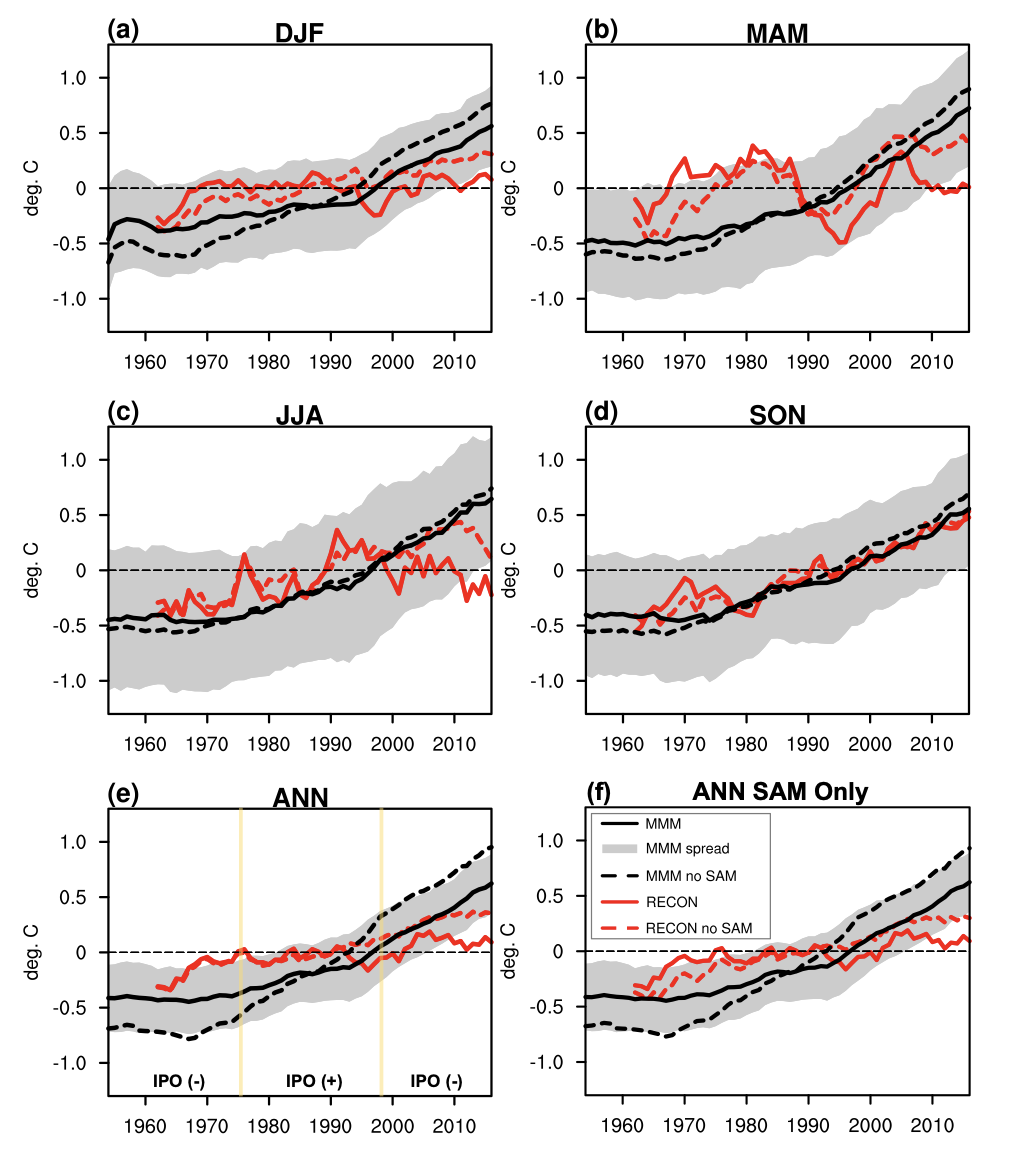 (a) DJF
deg. C
1.0
0.5
0
-0.5
-1.0
1960 1970 1980 1990 2000 2010
(b) MAM
deg. C
1.0
0.5
0
-0.5
-1.0
1960 1970 1980 1990 2000 2010
(c) JJA
deg. C
1.0
0.5
0
-0.5
-1.0
1960 1970 1980 1990 2000 2010
(d) SON
deg. C
1.0
0.5
0
-0.5
-1.0
1960 1970 1980 1990 2000 2010
(e) ANN
deg. C
1.0
0.5
0
-0.5
-1.0
IPO (-) IPO (+) IPO (-)
1960 1970 1980 1990 2000 2010
(f) ANN SAM Only
deg. C
1.0
0.5
0
-0.5
-1.0
MMM
MMM spread
MMM no SAM
RECON
RECON no SAM
1960 1970 1980 1990 2000 2010